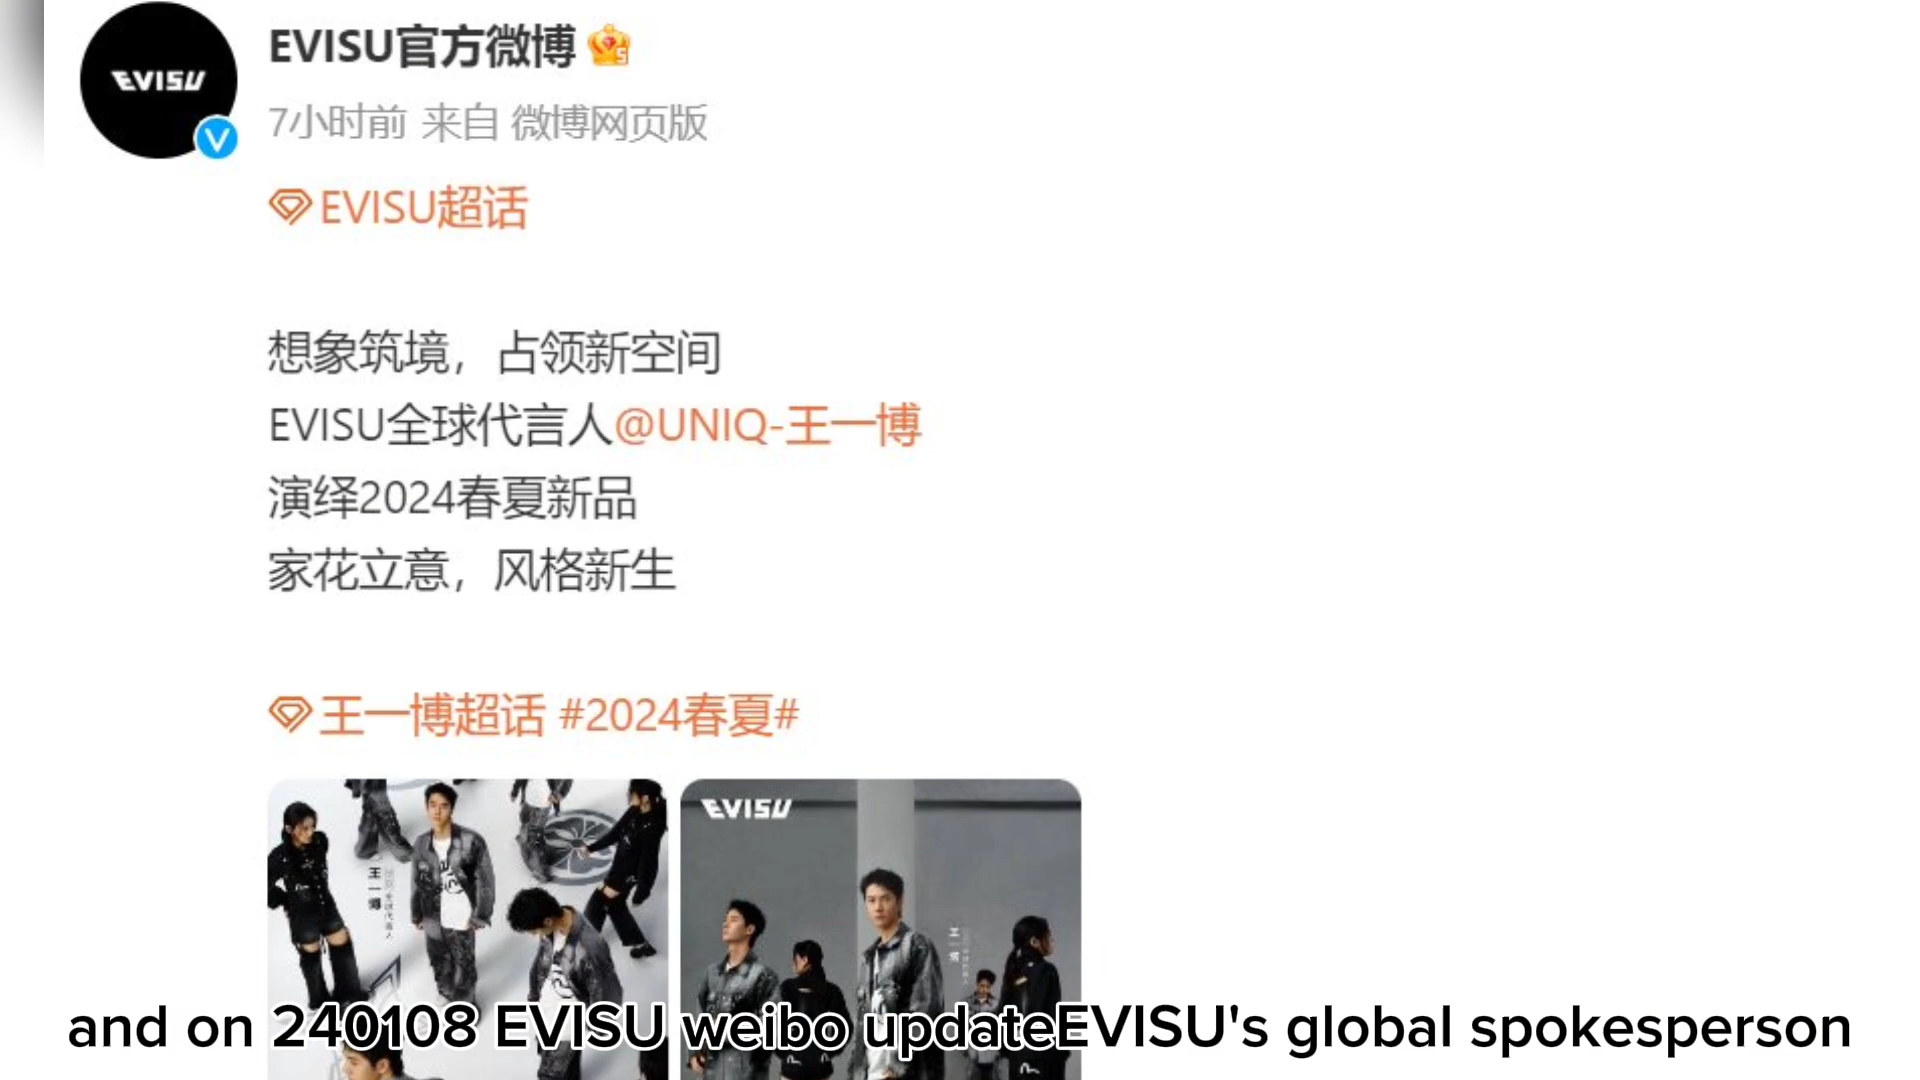 EVISU
EVISU官方微博
7小时前 来自 微博网页版
EVISU超话
想象筑境，占领新空间
EVISU全球代言人@UNIQ-王一博
演绎2024春夏新品
家花立意，风格新生
王一博超话 #2024春夏#
王一博
EVISU
王一博
and on 240108 EVISU weibo updateEVISU's global spokesperson